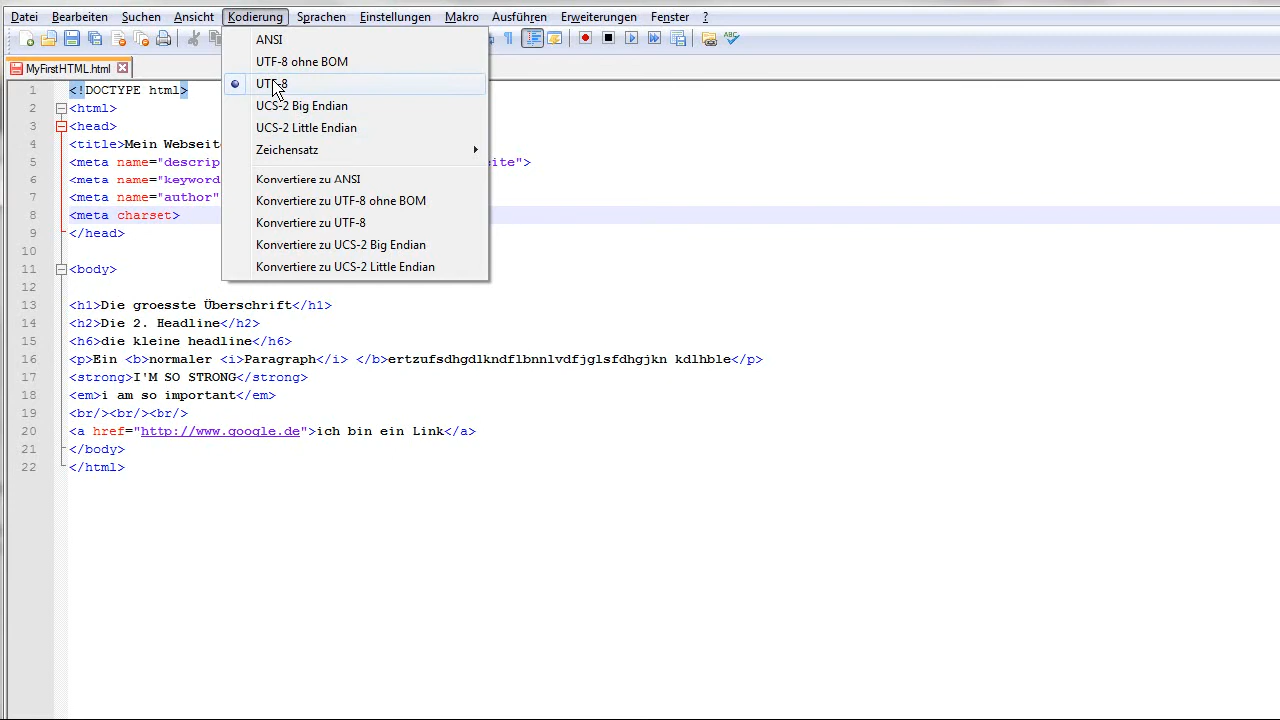 Datei Bearbeiten Suchen Ansicht Kodierung Sprachen Einstellungen Makro Ausführen Erweiterungen Fenster ?
MyFirstHTML.html
ANSI
UTF-8 ohne BOM
UTF-8
UCS-2 Big Endian
UCS-2 Little Endian
Zeichensatz
Konvertiere zu ANSI
Konvertiere zu UTF-8 ohne BOM
Konvertiere zu UTF-8
Konvertiere zu UCS-2 Big Endian
Konvertiere zu UCS-2 Little Endian
1 <!DOCTYPE html>
2 <html>
3 <head>
4 <title>Mein
5 <meta name="
6 <meta name="
7 <meta name="author"
8 <meta charset>
9 </head>
10
11 <body>
12
13 <h1>Die groesste Überschrift</h1>
14 <h2>Die 2. Headline</h2>
15 <h6>die kleine headline</h6>
16 <p>Ein <b>normaler <i>Paragraph</i> </b>ertzufsdhgdlkndflbnnlvdfjglsfdhgjkn kdlhble</p>
17 <strong>I'M SO STRONG</strong>
18 <em>i am so important</em>
19 <br/><br/><br/>
20 <a href="http://www.google.de">ich bin ein Link</a>
21 </body>
22 </html>